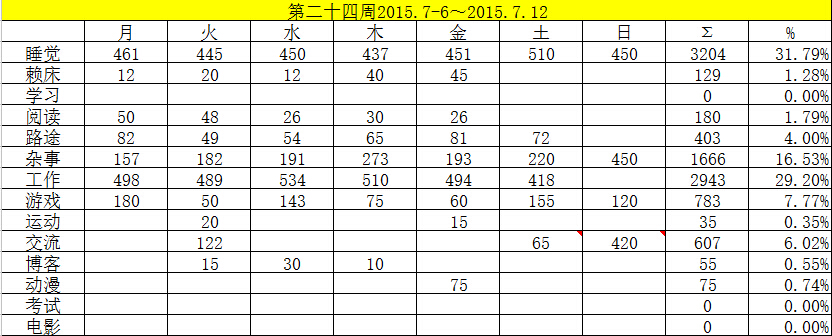 第二十四周2015.7-6～2015.7.12
月 火 水 木 金 土 日 Σ %
睡觉 461 445 450 437 451 510 450 3204 31.79%
赖床 12 20 12 40 45 129 1.28%
学习 0 0.00%
阅读 50 48 26 30 26 180 1.79%
路途 82 49 54 65 81 72 403 4.00%
杂事 157 182 191 273 193 220 450 1666 16.53%
工作 498 489 534 510 494 418 2943 29.20%
游戏 180 50 143 75 60 155 120 783 7.77%
运动 20 15 35 0.35%
交流 122 65 420 607 6.02%
博客 15 30 10 55 0.55%
动漫 75 75 0.74%
考试 0 0.00%
电影 0 0.00%